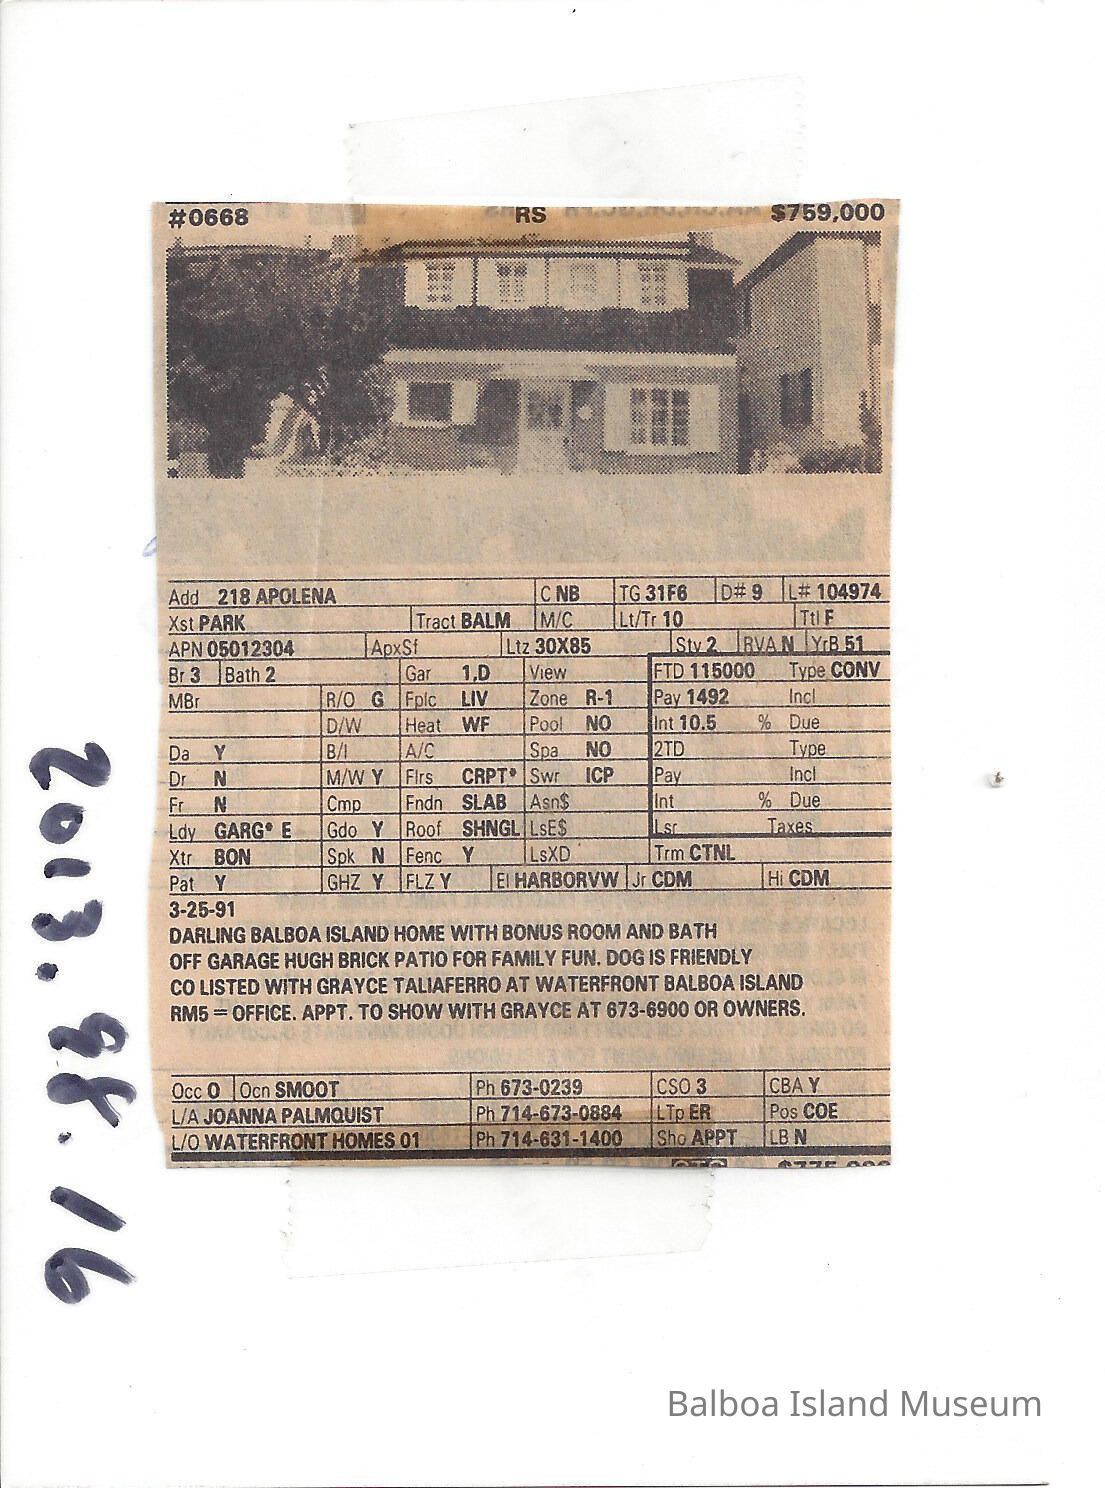 #0668 RS $759,000
Add 218 APOLENA C NB TG 31F6 D# 9 L# 104974
Xst PARK Tract BALM M/C Lt/Tr 10 Ttl F
APN 05012304 ApxSf Ltz 30X85 Sty 2 RVA N YrB 51
Br 3 Bath 2 Gar 1,D View FTD 115000 Type CONV
MBr R/O G Fplc LIV Zone R-1 Pay 1492 Incl
D/W Heat WF Pool NO Int 10.5 % Due
Da Y B/I A/C Spa NO 2TD Type
Dr N M/W Y Flrs CRPT* Swr ICP Pay Incl
Fr N Cmp Fndn SLAB Asn$ Int % Due
Ldy GARG* E Gdo Y Roof SHNGL LsE$ Lsr Taxes
Xtr BON Spk N Fenc Y LsXD Trm CTNL
Pat Y GHZ Y FLZ Y El HARBORVW Jr CDM Hi CDM
3-25-91
DARLING BALBOA ISLAND HOME WITH BONUS ROOM AND BATH
OFF GARAGE HUGH BRICK PATIO FOR FAMILY FUN. DOG IS FRIENDLY
CO LISTED WITH GRAYCE TALIAFERRO AT WATERFRONT BALBOA ISLAND
RM5 = OFFICE. APPT. TO SHOW WITH GRAYCE AT 673-6900 OR OWNERS.
Occ O Ocn SMOOT Ph 673-0239 CSO 3 CBA Y
L/A JOANNA PALMQUIST Ph 714-673-0884 LTp ER Pos COE
L/O WATERFRONT HOMES 01 Ph 714-631-1400 Sho APPT LB N
2013.98.16
Balboa Island Museum